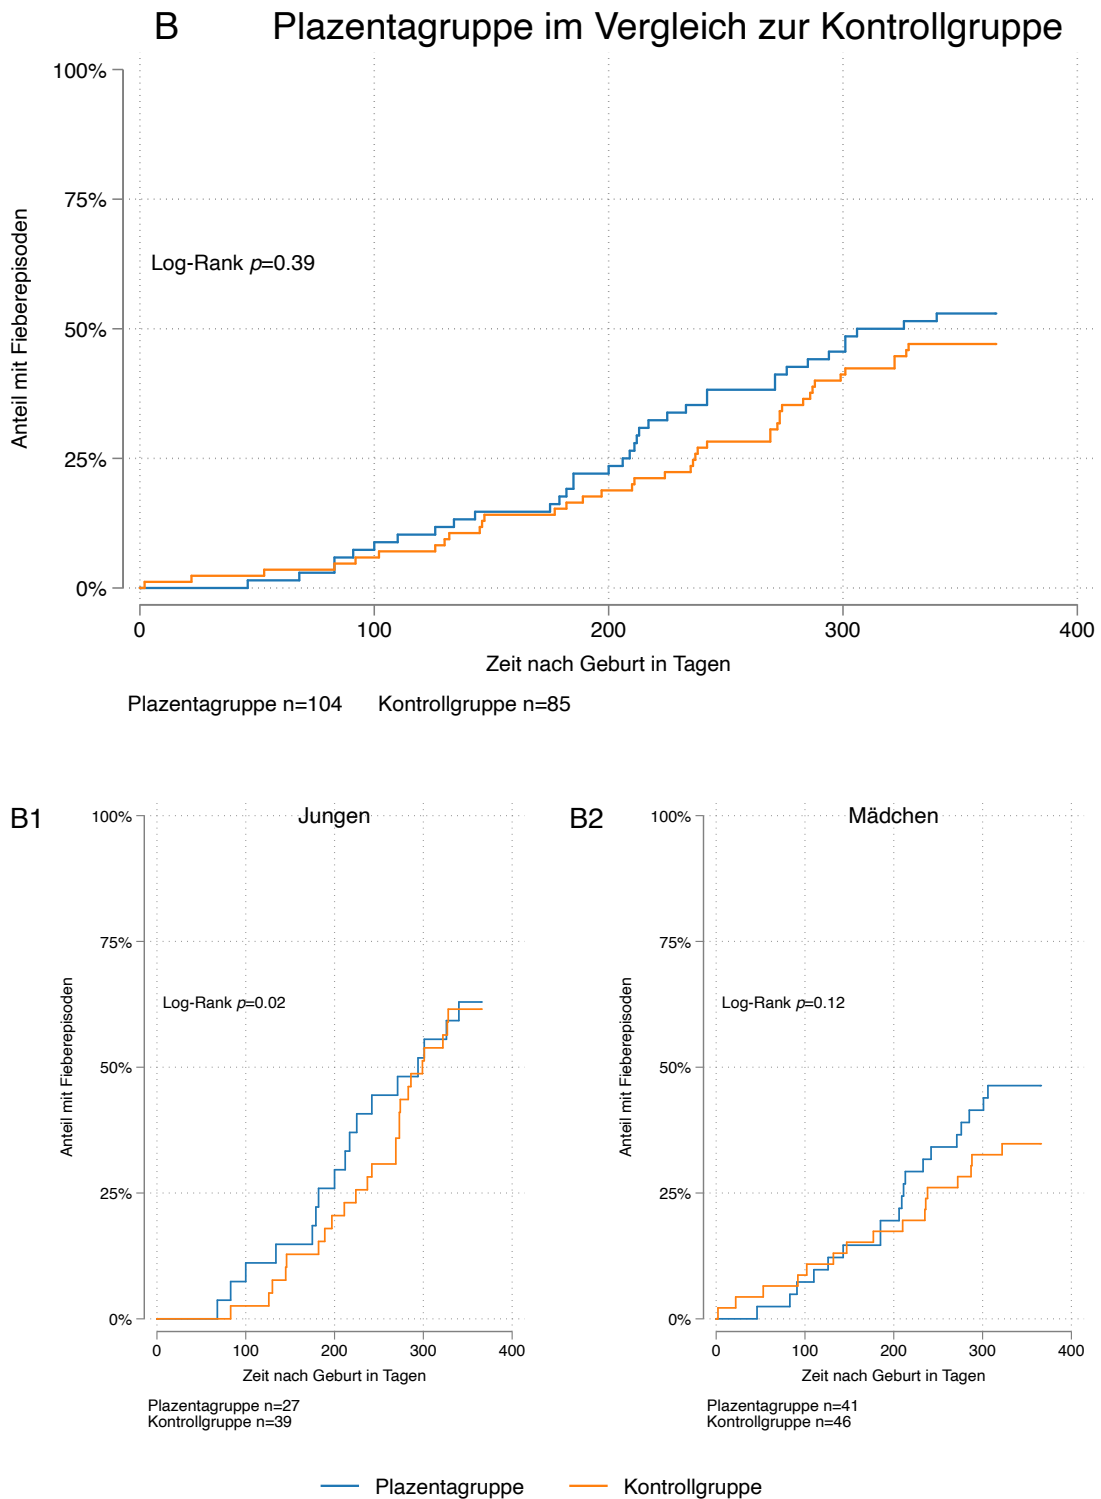 B Plazentagruppe im Vergleich zur Kontrollgruppe
100%
75%
Log-Rank p=0.39
50%
25%
0%
Anteil mit Fieberepisoden
0 100 200 300 400
Zeit nach Geburt in Tagen
Plazentagruppe n=104 Kontrollgruppe n=85
B1 Jungen
100%
75%
Log-Rank p=0.02
50%
25%
0%
Anteil mit Fieberepisoden
0 100 200 300 400
Zeit nach Geburt in Tagen
Plazentagruppe n=27
Kontrollgruppe n=39
B2 Mädchen
100%
75%
Log-Rank p=0.12
50%
25%
0%
Anteil mit Fieberepisoden
0 100 200 300 400
Zeit nach Geburt in Tagen
Plazentagruppe n=41
Kontrollgruppe n=46
Plazentagruppe Kontrollgruppe